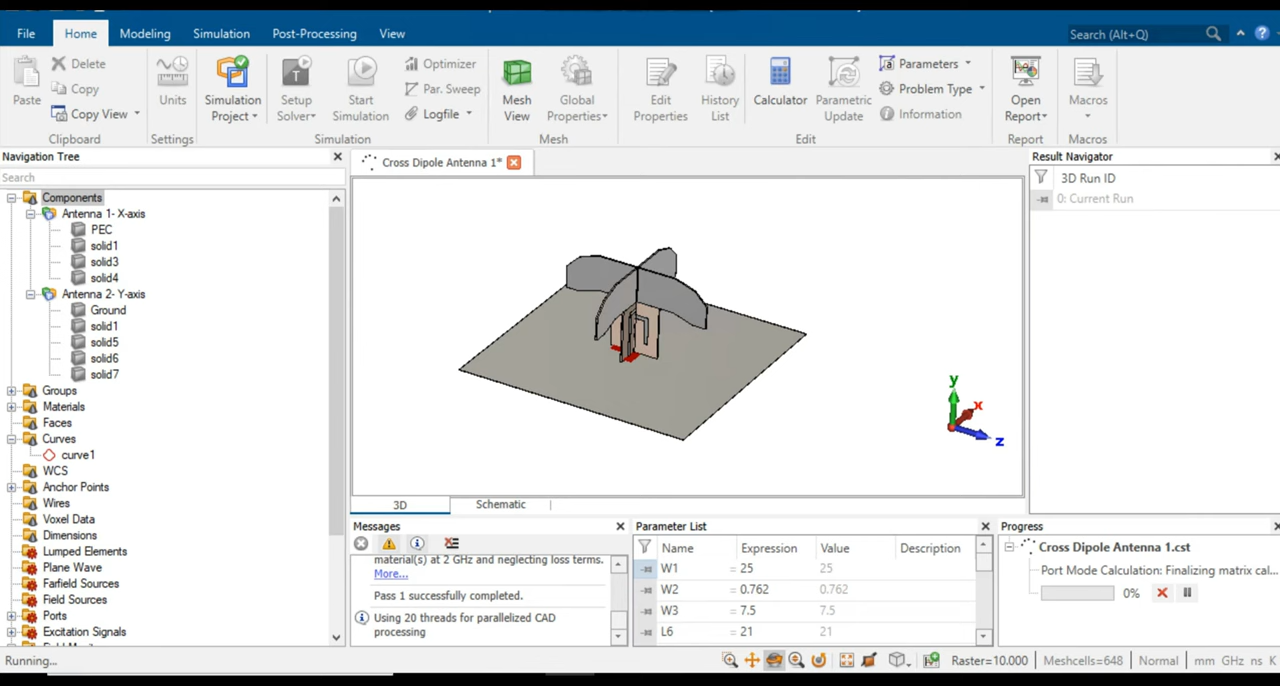 File Home Modeling Simulation Post-Processing View Search (Alt+Q)
Paste Delete Copy Copy View Clipboard
Units Settings
Simulation Project Setup Solver Start Simulation Optimizer Par. Sweep Logfile Simulation
Mesh View Global Properties Mesh
Edit Properties History List Calculator Parametric Update Parameters Problem Type Information Edit
Open Report Report
Macros Macros
Navigation Tree
Search
Components
Antenna 1- X-axis
PEC
solid1
solid3
solid4
Antenna 2- Y-axis
Ground
solid1
solid5
solid6
solid7
Groups
Materials
Faces
Curves
curve1
WCS
Anchor Points
Wires
Voxel Data
Dimensions
Lumped Elements
Plane Wave
Farfield Sources
Field Sources
Ports
Excitation Signals
Cross Dipole Antenna 1*
y
x
z
3D Schematic
Result Navigator
3D Run ID
0: Current Run
Messages
material(s) at 2 GHz and neglecting loss terms.
More...
Pass 1 successfully completed.
Using 20 threads for parallelized CAD
processing
Parameter List
Name Expression Value Description
W1 = 25 25
W2 = 0.762 0.762
W3 = 7.5 7.5
L6 = 21 21
Progress
Cross Dipole Antenna 1.cst
Port Mode Calculation: Finalizing matrix cal...
0%
Running... Raster=10.000 Meshcells=648 Normal mm GHz ns K